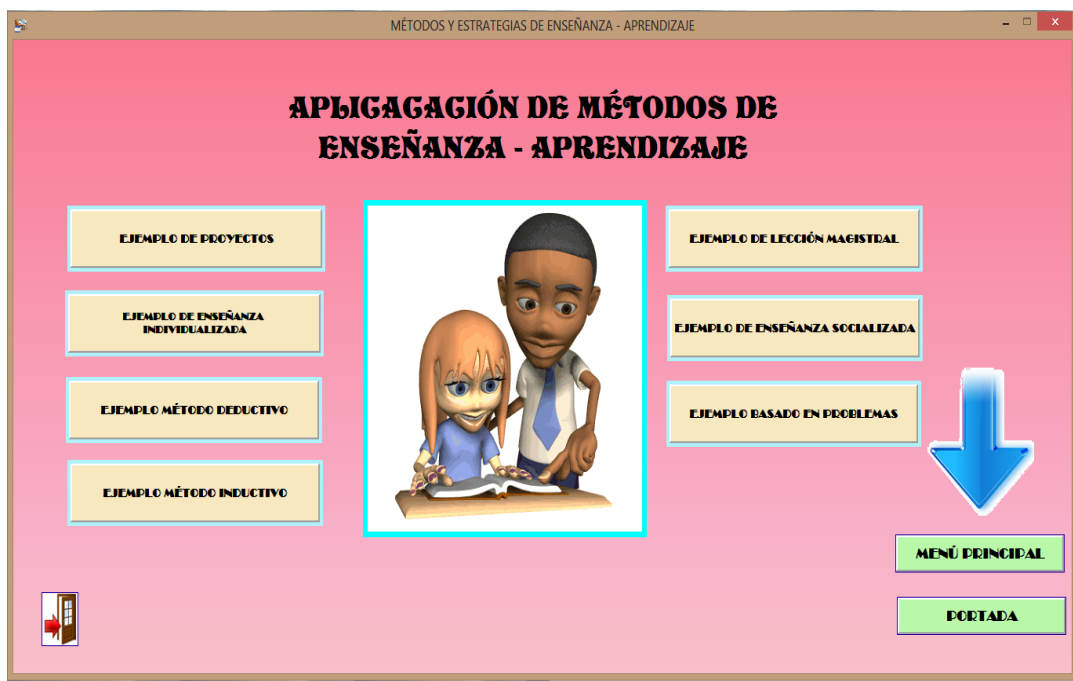 MÉTODOS Y ESTRATEGIAS DE ENSEÑANZA - APRENDIZAJE
APLICAGACIÓN DE MÉTODOS DE
ENSEÑANZA - APRENDIZAJE
EJEMPLO DE PROYECTOS
EJEMPLO DE ENSEÑANZA
INDIVIDUALIZADA
EJEMPLO MÉTODO DEDUCTIVO
EJEMPLO MÉTODO INDUCTIVO
EJEMPLO DE LECCIÓN MAGISTRAL
EJEMPLO DE ENSEÑANZA SOCIALIZADA
EJEMPLO BASADO EN PROBLEMAS
MENÚ PRINCIPAL
PORTADA